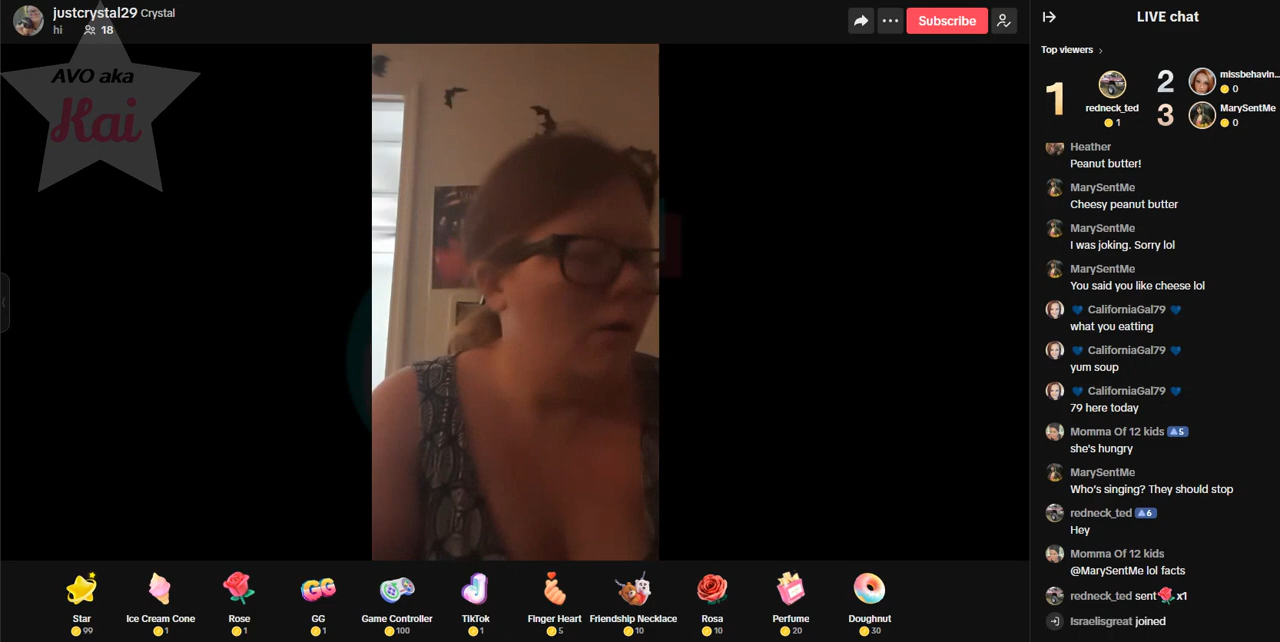 justcrystal29 Crystal
hi 18
Subscribe
AVO aka
Kai
LIVE chat
Top viewers
1
redneck_ted
1
2
missbehavin...
0
3
MarySentMe
0
Heather
Peanut butter!
MarySentMe
Cheesy peanut butter
MarySentMe
I was joking. Sorry lol
MarySentMe
You said you like cheese lol
CaliforniaGal79
what you eatting
CaliforniaGal79
yum soup
CaliforniaGal79
79 here today
Momma Of 12 kids 5
she's hungry
MarySentMe
Who's singing? They should stop
redneck_ted 6
Hey
Momma Of 12 kids
@MarySentMe lol facts
redneck_ted sent x1
Israelisgreat joined
GG
Star Ice Cream Cone Rose GG Game Controller TikTok Finger Heart Friendship Necklace Rosa Perfume Doughnut
99 1 1 1 100 1 5 10 10 20 30